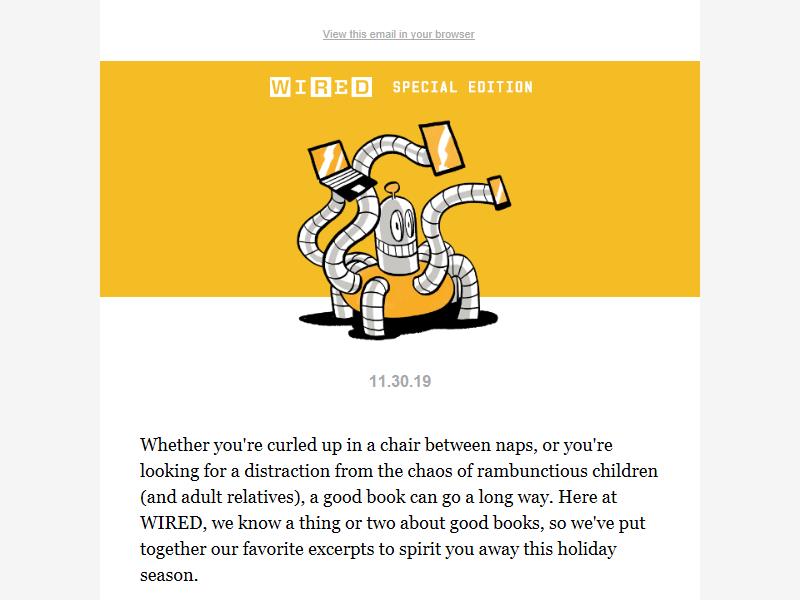 View this email in your browser
WIRED SPECIAL EDITION
11.30.19
Whether you're curled up in a chair between naps, or you're
looking for a distraction from the chaos of rambunctious children
(and adult relatives), a good book can go a long way. Here at
WIRED, we know a thing or two about good books, so we've put
together our favorite excerpts to spirit you away this holiday
season.